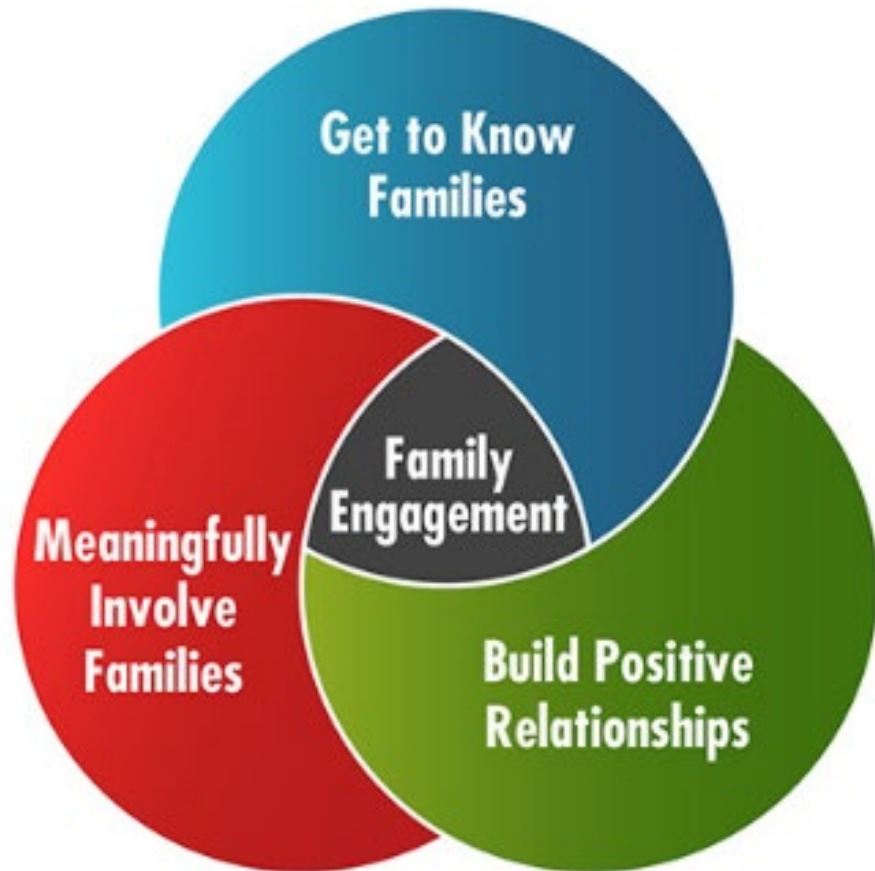 Get to Know
Families
Family
Engagement
Meaningfully
Involve
Families
Build Positive
Relationships